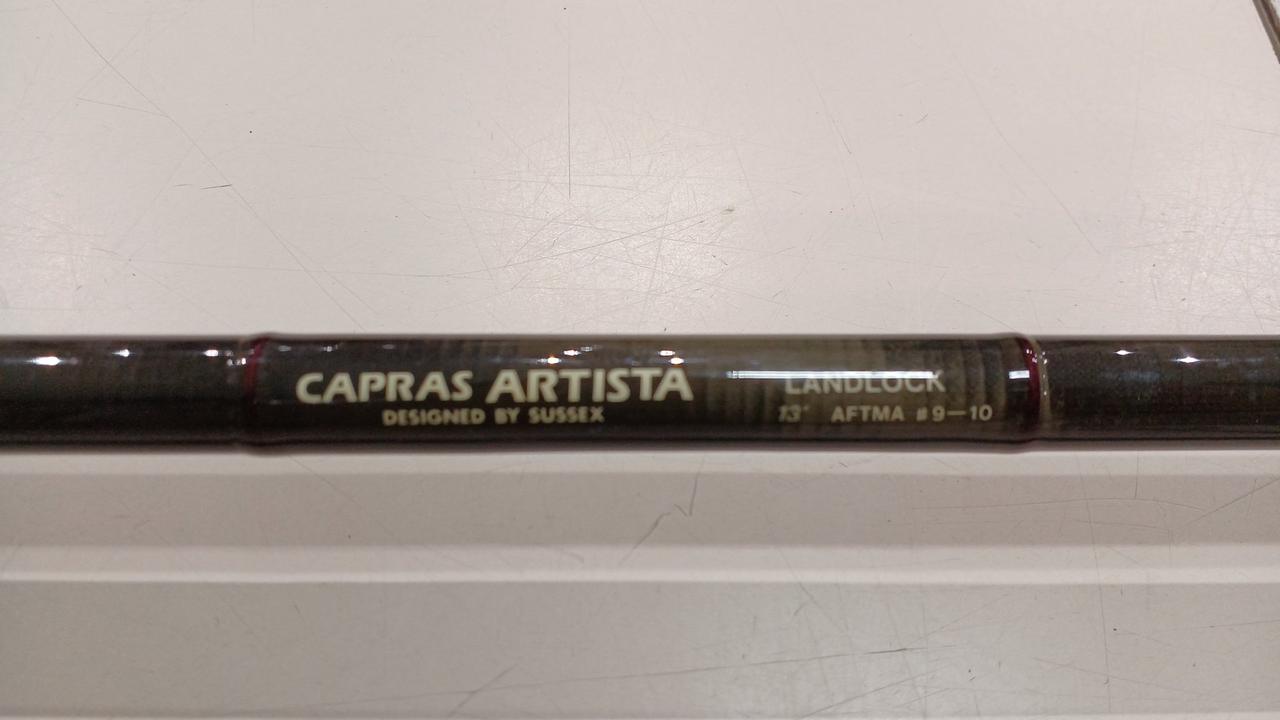 CAPRAS ARTISTA
DESIGNED BY SUSSEX
LANDLOCK
13' AFTMA #9-10